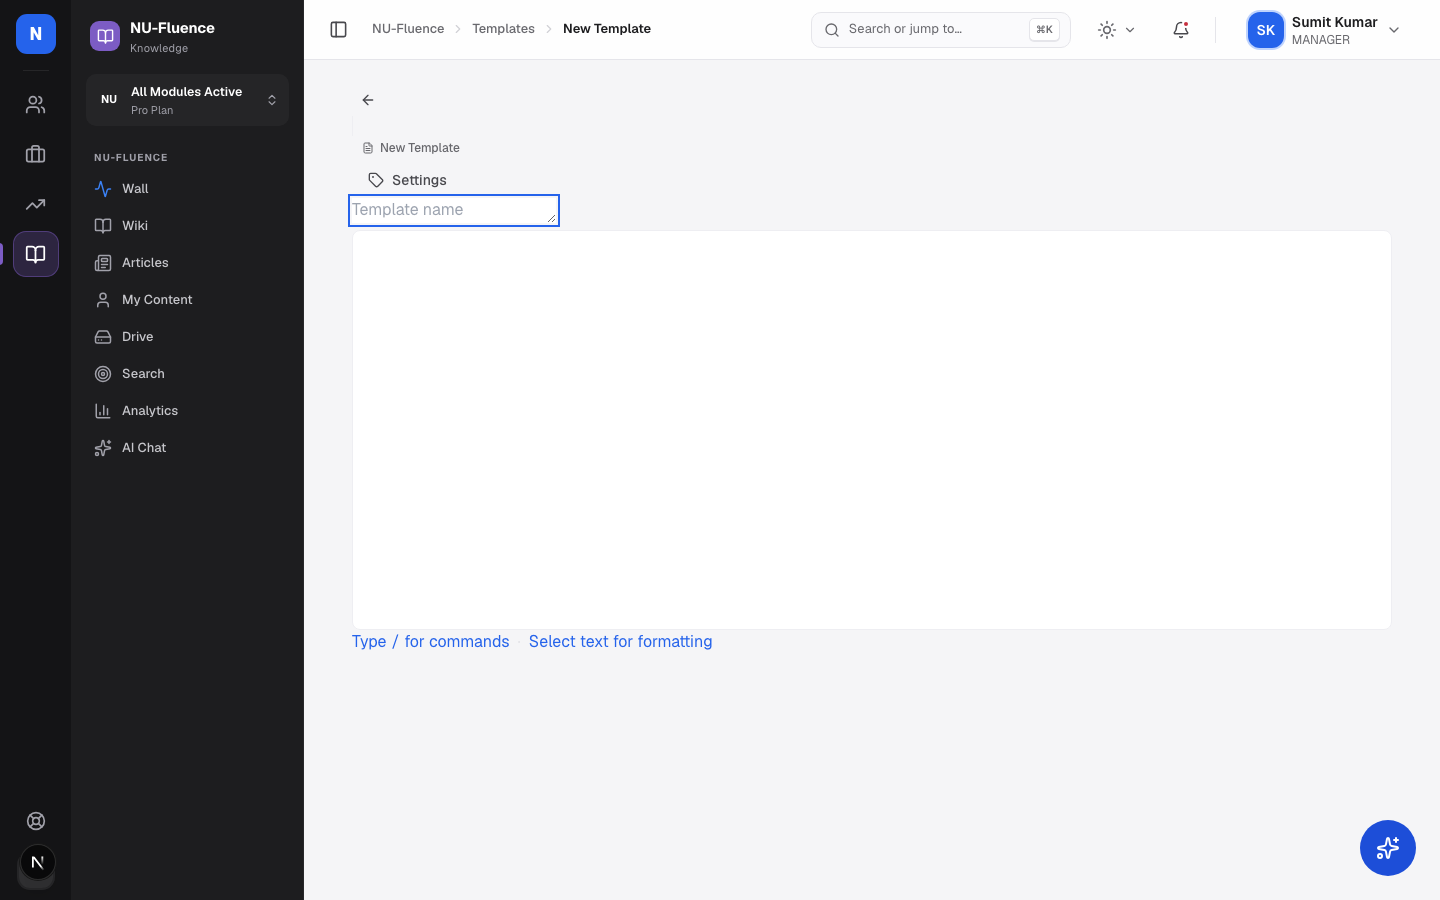 N
NU-Fluence
Knowledge
NU
All Modules Active
Pro Plan
NU-FLUENCE
Wall
Wiki
Articles
My Content
Drive
Search
Analytics
AI Chat
N
NU-Fluence
Templates
New Template
Search or jump to...
⌘K
SK
Sumit Kumar
MANAGER
New Template
Settings
Template name
Type / for commands · Select text for formatting